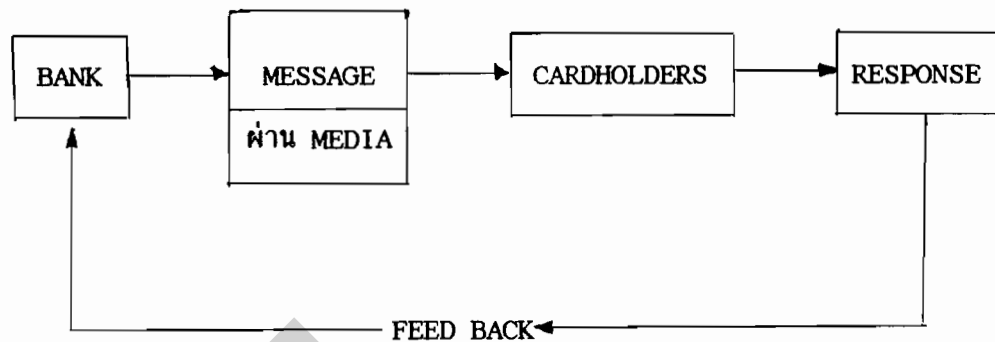 BANK
MESSAGE
ผ่าน MEDIA
CARDHOLDERS
RESPONSE
FEED BACK